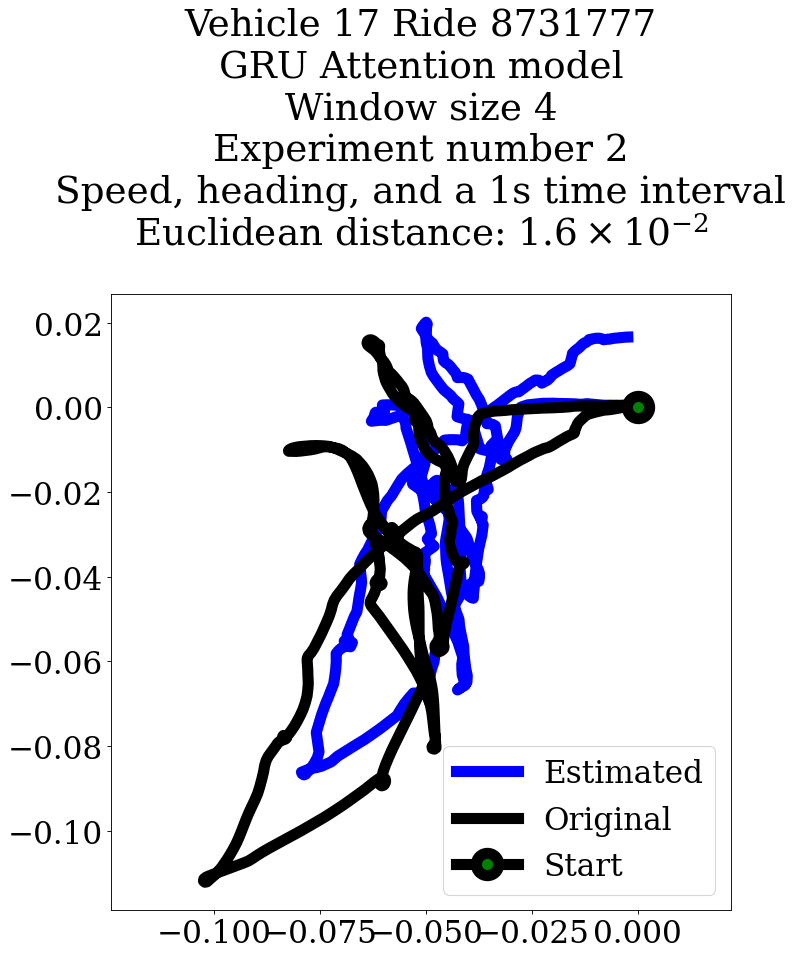 Vehicle 17 Ride 8731777
GRU Attention model
Window size 4
Experiment number 2
Speed, heading, and a 1s time interval
Euclidean distance: 1.6 × 10⁻²
0.02
0.00
−0.02
−0.04
−0.06
−0.08
−0.10
Estimated
Original
Start
−0.100 −0.075 −0.050 −0.025 0.000